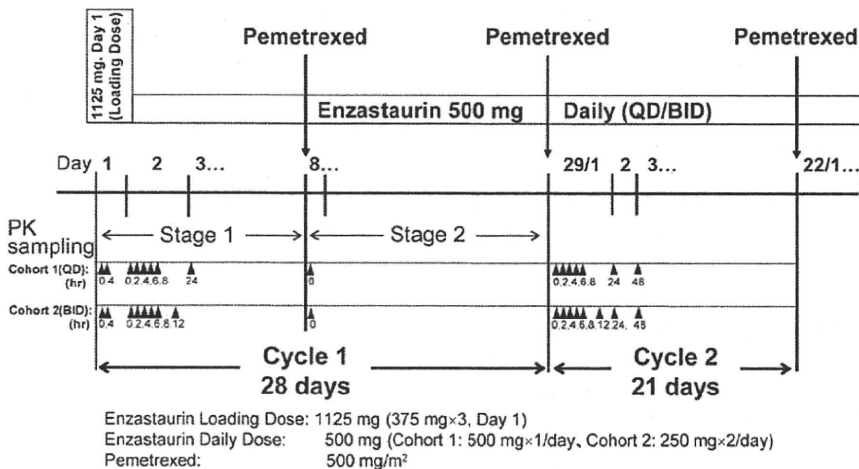 1125 mg. Day 1
(Loading Dose)
Pemetrexed Pemetrexed Pemetrexed
Enzastaurin 500 mg Daily (QD/BID)
Day 1 2 3... 8... 29/1 2 3... 22/1...
PK
sampling
Stage 1 Stage 2
Cohort 1(QD):
(hr)
0.4 0.2.4.6.8 24 0 0.2.4.6.8 24 48
Cohort 2(BID):
(hr)
0.4 0.2.4.6.8.12 0 0.2.4.6.8.12 24, 48
Cycle 1 Cycle 2
28 days 21 days
Enzastaurin Loading Dose: 1125 mg (375 mg×3, Day 1)
Enzastaurin Daily Dose: 500 mg (Cohort 1: 500 mg×1/day、Cohort 2: 250 mg×2/day)
Pemetrexed: 500 mg/m²